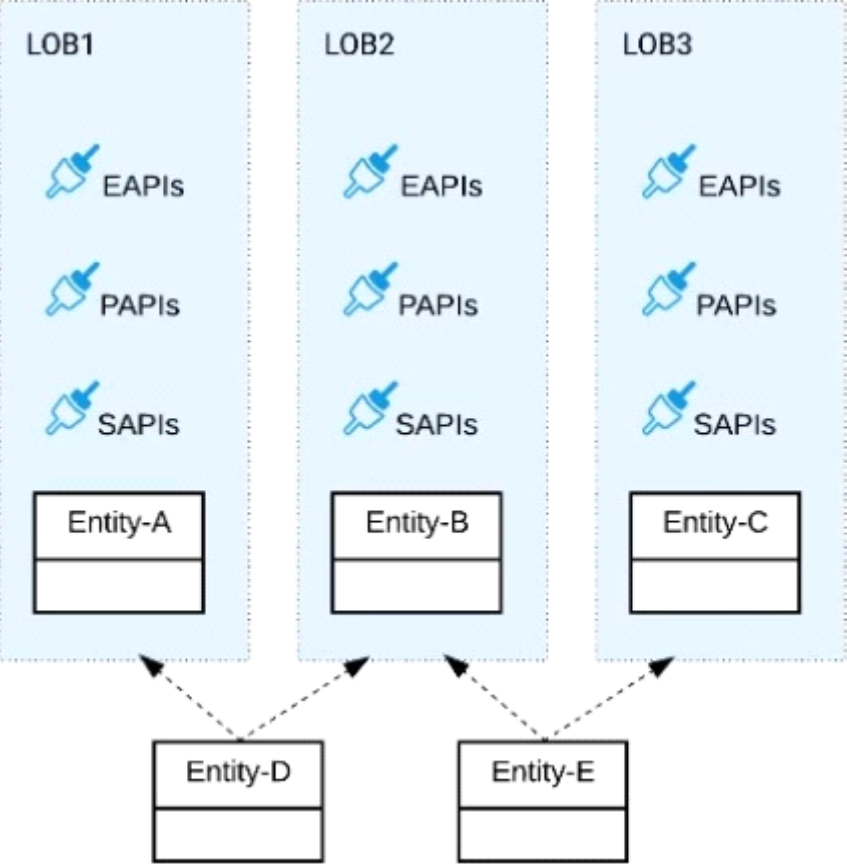 LOB1
EAPIs
PAPIs
SAPIs
Entity-A
LOB2
EAPIs
PAPIs
SAPIs
Entity-B
LOB3
EAPIs
PAPIs
SAPIs
Entity-C
Entity-D
Entity-E